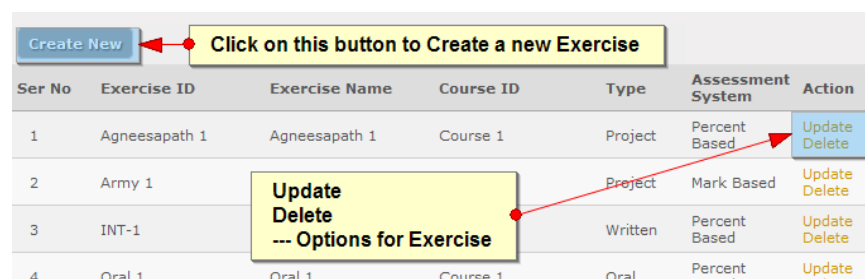 Create New
Click on this button to Create a new Exercise
Ser No Exercise ID Exercise Name Course ID Type Assessment System Action
1 Agneesapath 1 Agneesapath 1 Course 1 Project Percent Based Update Delete
2 Army 1 Project Mark Based Update Delete
Update
Delete
--- Options for Exercise
3 INT-1 Written Percent Based Update Delete
4 Oral 1 Oral 1 Course 1 Oral Percent Update